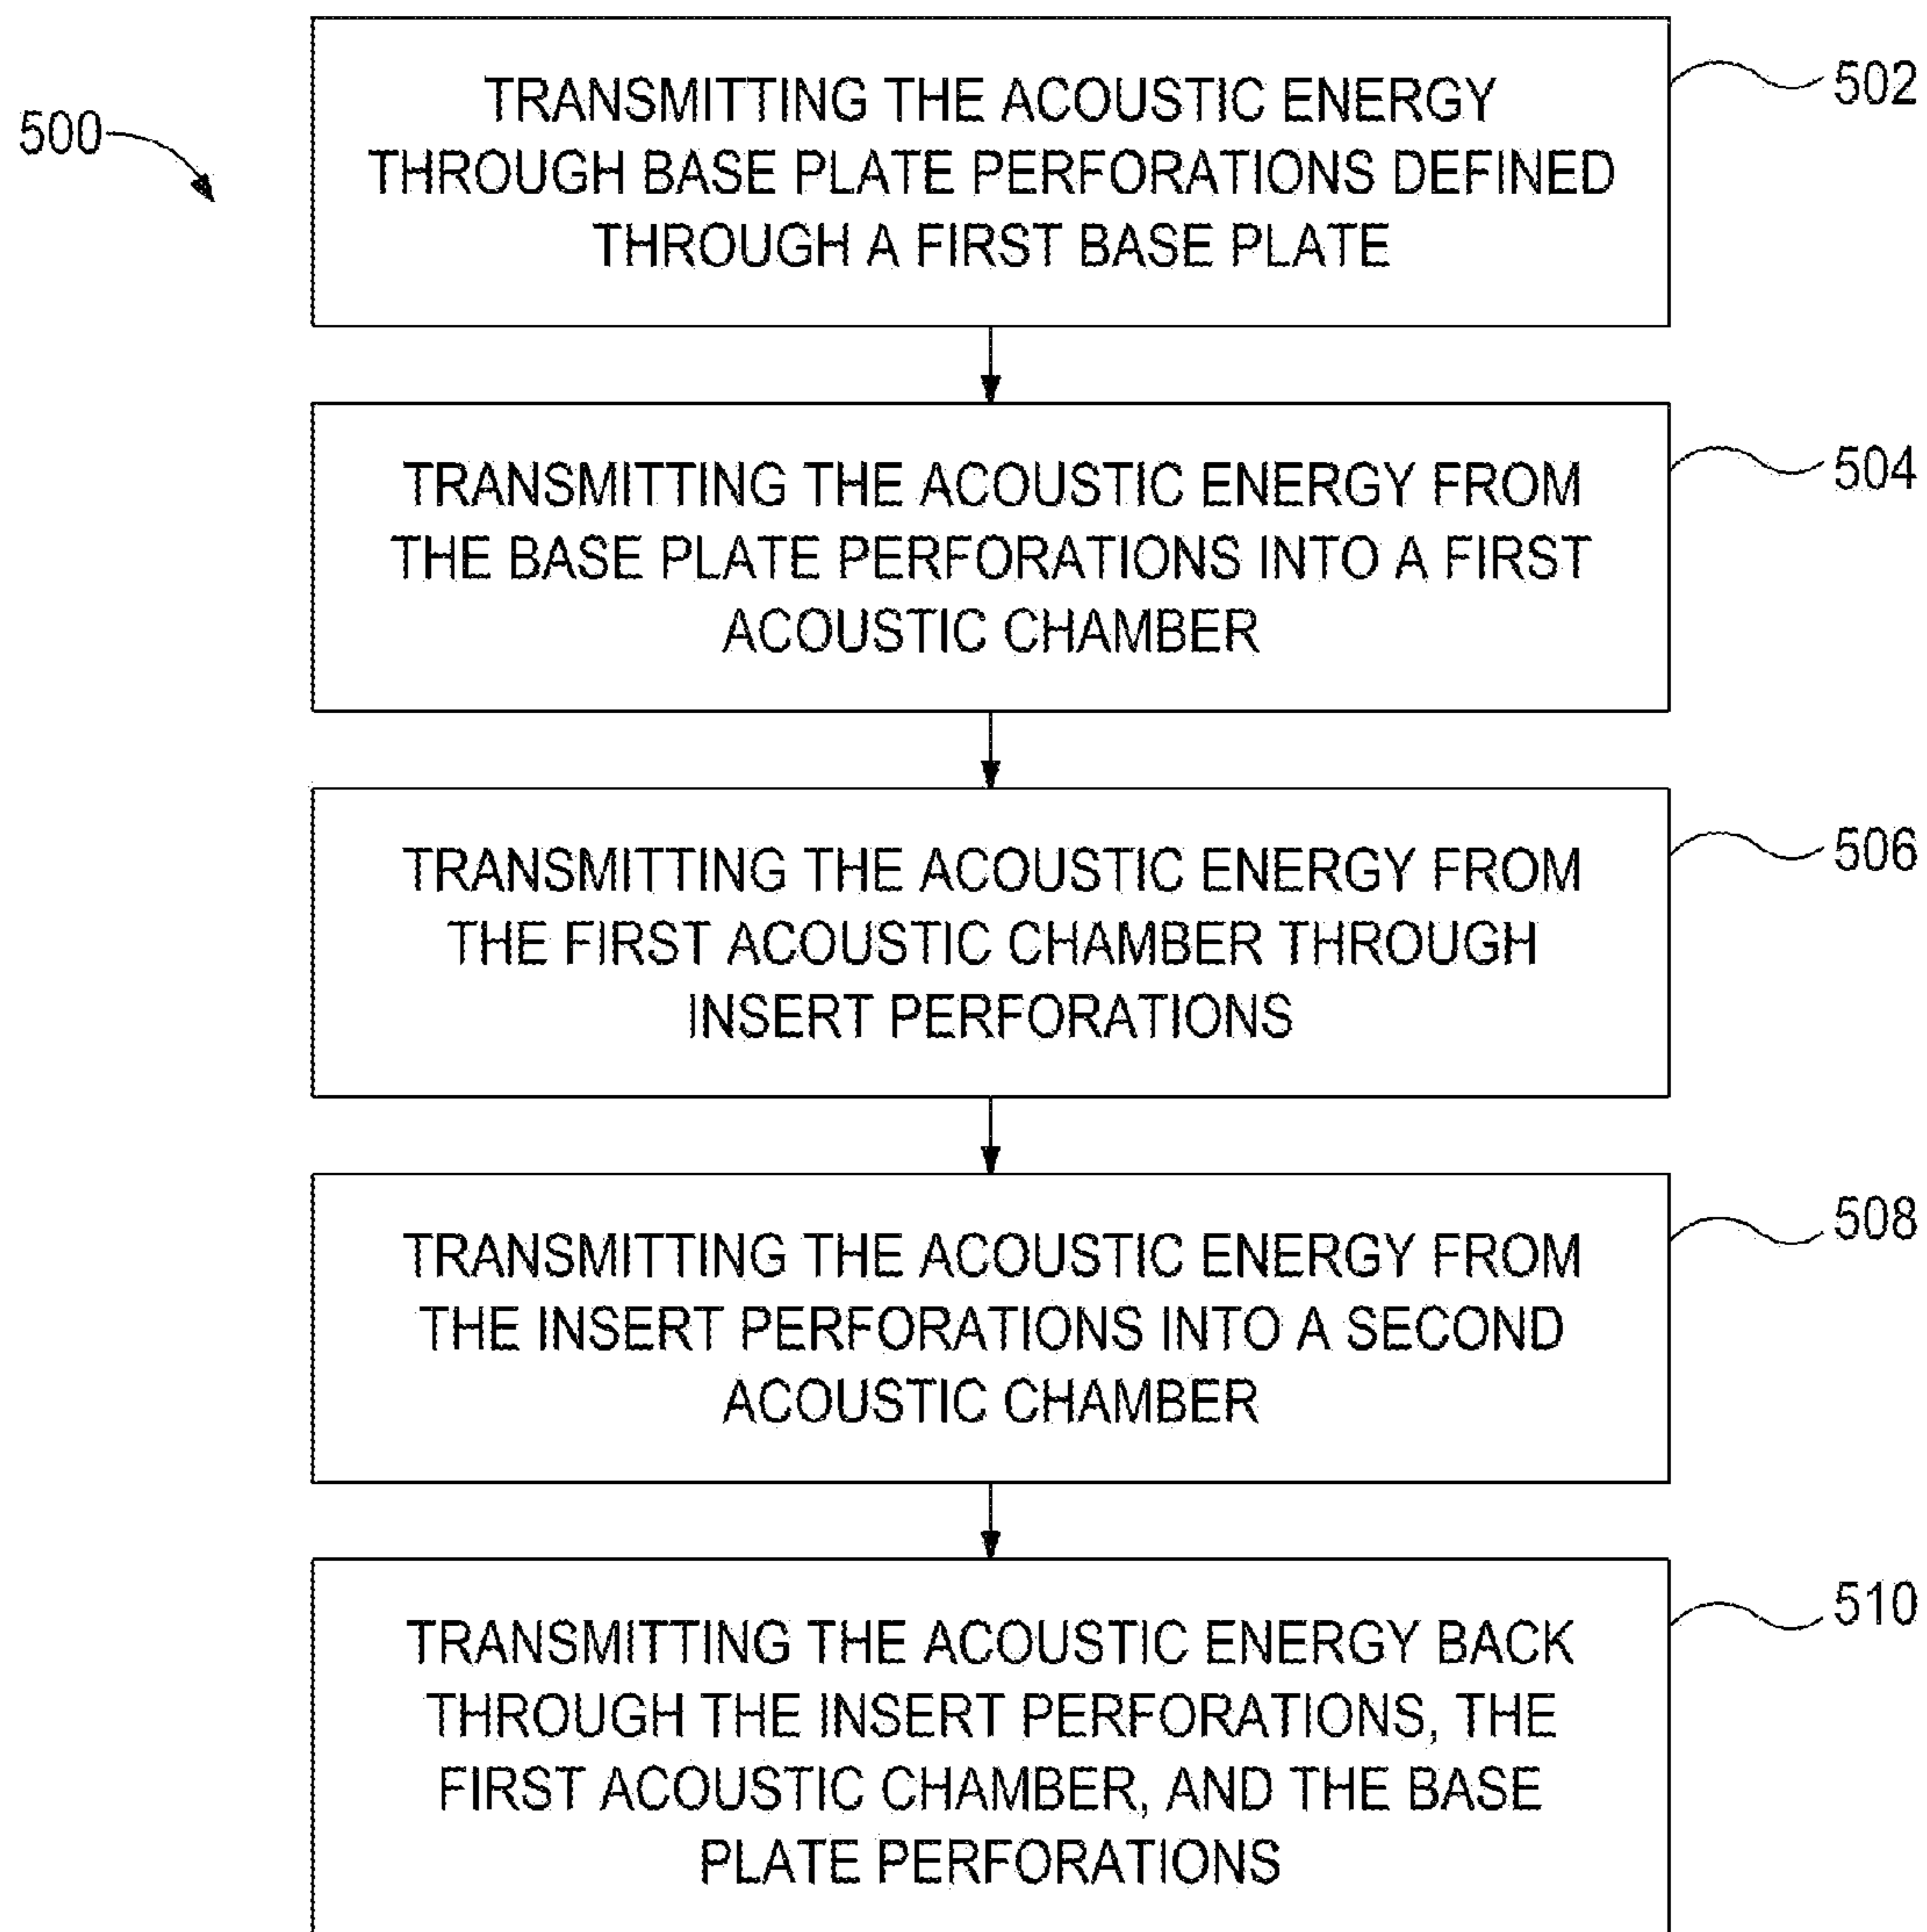 500
TRANSMITTING THE ACOUSTIC ENERGY
THROUGH BASE PLATE PERFORATIONS DEFINED
THROUGH A FIRST BASE PLATE
502
TRANSMITTING THE ACOUSTIC ENERGY FROM
THE BASE PLATE PERFORATIONS INTO A FIRST
ACOUSTIC CHAMBER
504
TRANSMITTING THE ACOUSTIC ENERGY FROM
THE FIRST ACOUSTIC CHAMBER THROUGH
INSERT PERFORATIONS
506
TRANSMITTING THE ACOUSTIC ENERGY FROM
THE INSERT PERFORATIONS INTO A SECOND
ACOUSTIC CHAMBER
508
TRANSMITTING THE ACOUSTIC ENERGY BACK
THROUGH THE INSERT PERFORATIONS, THE
FIRST ACOUSTIC CHAMBER, AND THE BASE
PLATE PERFORATIONS
510